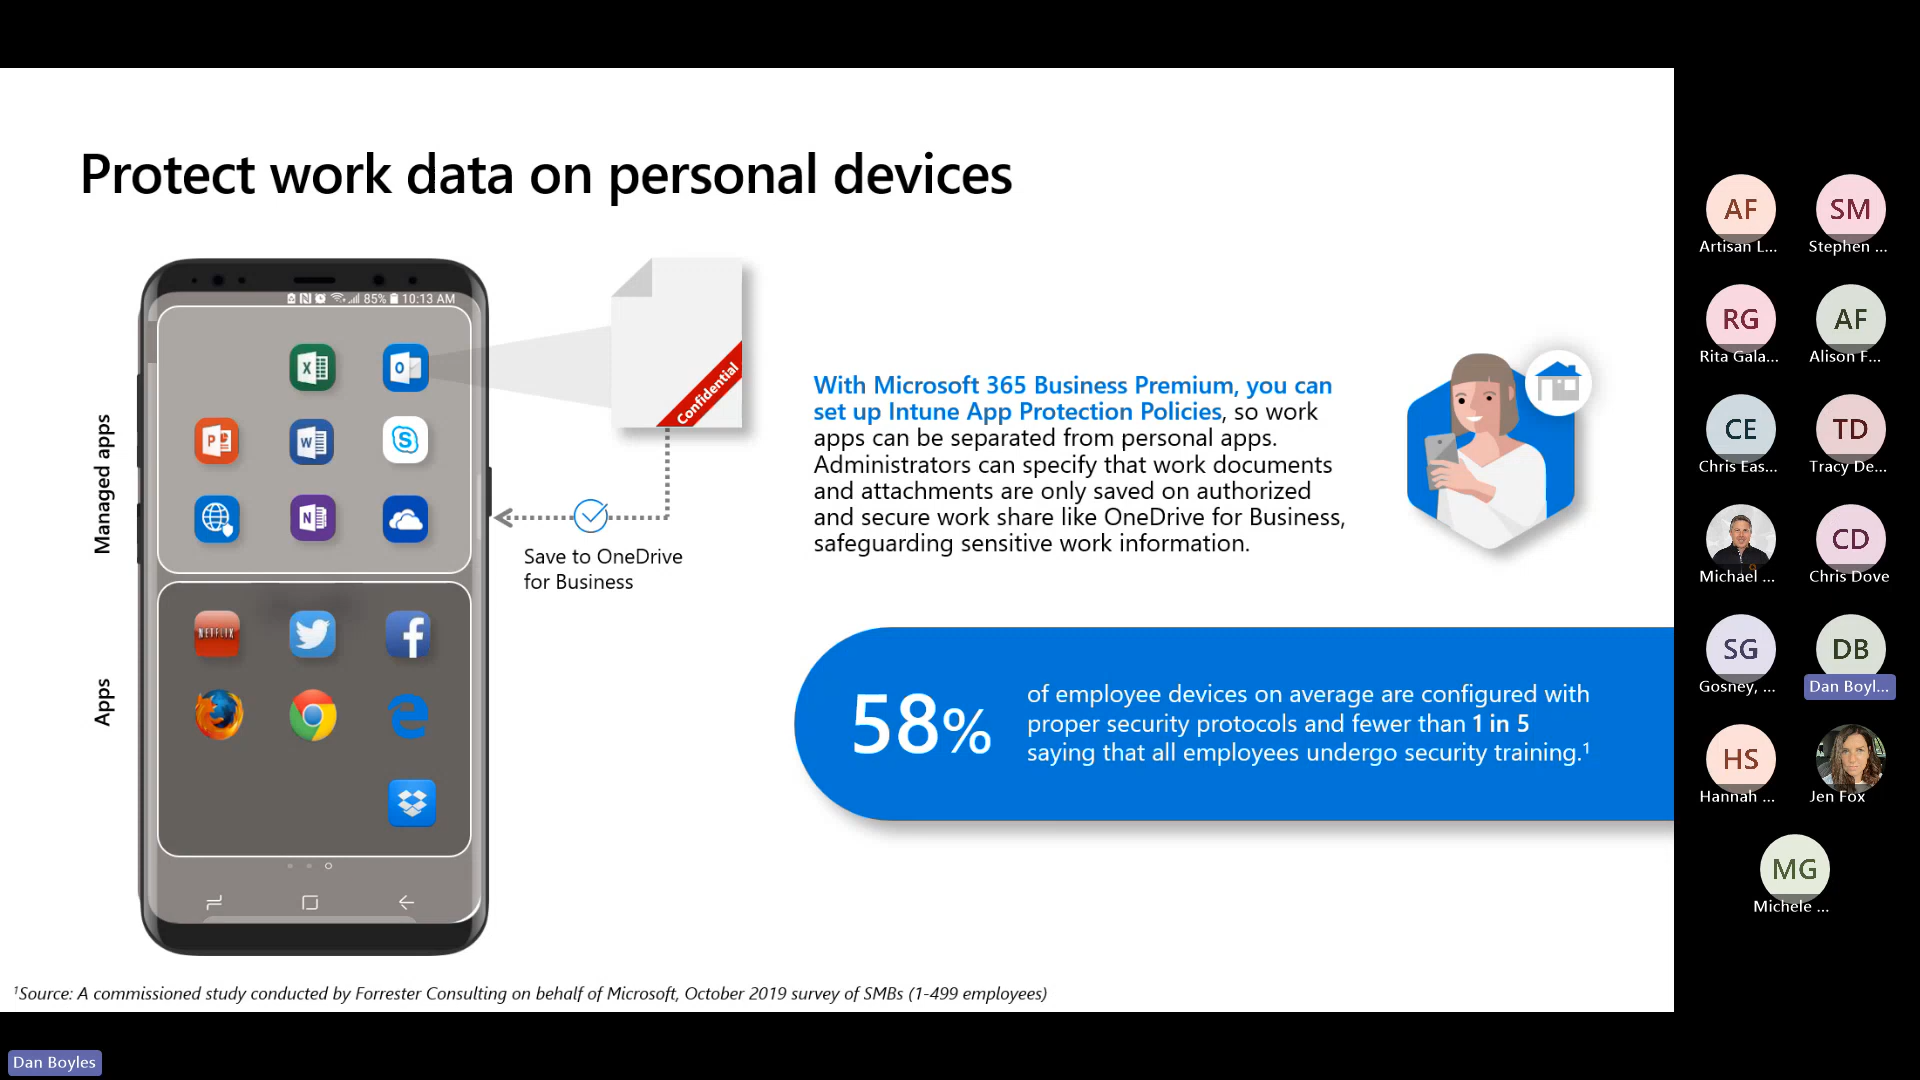 Protect work data on personal devices
85% 10:13 AM
Managed apps
Confidential
Save to OneDrive
for Business
NETFLIX
Apps
With Microsoft 365 Business Premium, you can
set up Intune App Protection Policies, so work
apps can be separated from personal apps.
Administrators can specify that work documents
and attachments are only saved on authorized
and secure work share like OneDrive for Business,
safeguarding sensitive work information.
58%
of employee devices on average are configured with
proper security protocols and fewer than 1 in 5
saying that all employees undergo security training.¹
¹Source: A commissioned study conducted by Forrester Consulting on behalf of Microsoft, October 2019 survey of SMBs (1-499 employees)
AF
Artisan L...
SM
Stephen ...
RG
Rita Gala...
AF
Alison F...
CE
Chris Eas...
TD
Tracy De...
Michael ...
CD
Chris Dove
SG
Gosney, ...
DB
Dan Boyl...
HS
Hannah ...
Jen Fox
MG
Michele ...
Dan Boyles